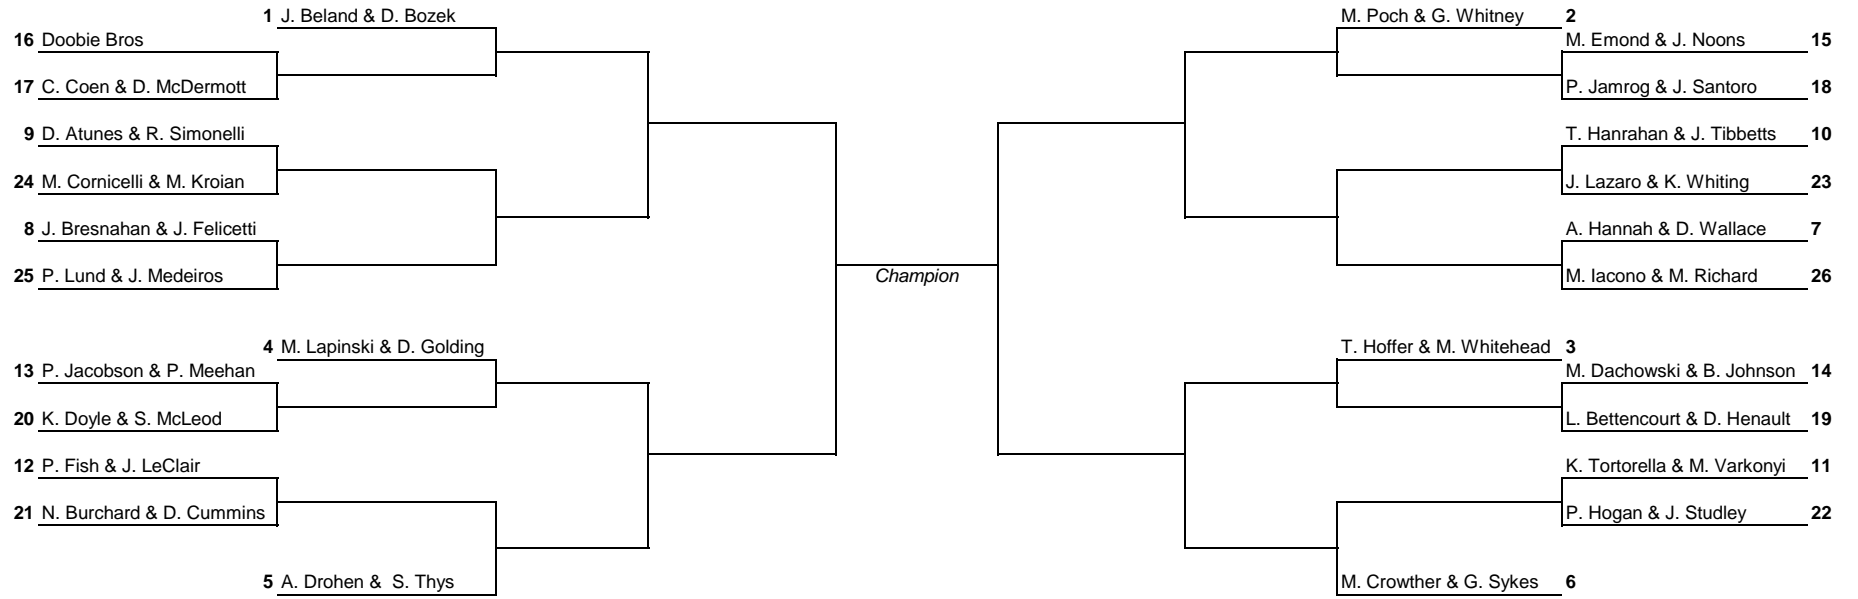 1 J. Beland & D. Bozek
16 Doobie Bros
17 C. Coen & D. McDermott
9 D. Atunes & R. Simonelli
24 M. Cornicelli & M. Kroian
8 J. Bresnahan & J. Felicetti
25 P. Lund & J. Medeiros
4 M. Lapinski & D. Golding
13 P. Jacobson & P. Meehan
20 K. Doyle & S. McLeod
12 P. Fish & J. LeClair
21 N. Burchard & D. Cummins
5 A. Drohen & S. Thys
Champion
M. Poch & G. Whitney 2
M. Emond & J. Noons 15
P. Jamrog & J. Santoro 18
T. Hanrahan & J. Tibbetts 10
J. Lazaro & K. Whiting 23
A. Hannah & D. Wallace 7
M. Iacono & M. Richard 26
T. Hoffer & M. Whitehead 3
M. Dachowski & B. Johnson 14
L. Bettencourt & D. Henault 19
K. Tortorella & M. Varkonyi 11
P. Hogan & J. Studley 22
M. Crowther & G. Sykes 6